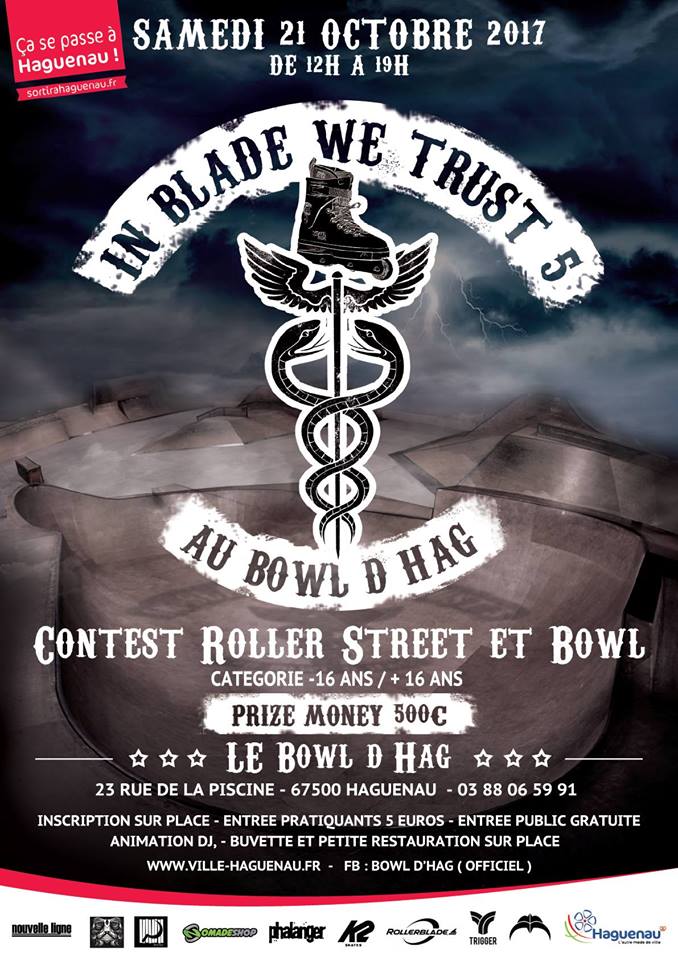 Ça se passe à
Haguenau !
sortirahaguenau.fr
SAMEDI 21 OCTOBRE 2017
DE 12H A 19H
IN BLADE WE TRUST 5
AU BOWL D HAG
CONTEST ROLLER STREET ET BOWL
CATEGORIE -16 ANS / + 16 ANS
PRIZE MONEY 500€
LE BOWL D HAG
23 RUE DE LA PISCINE - 67500 HAGUENAU - 03 88 06 59 91
INSCRIPTION SUR PLACE - ENTREE PRATIQUANTS 5 EUROS - ENTREE PUBLIC GRATUITE
ANIMATION DJ, - BUVETTE ET PETITE RESTAURATION SUR PLACE
WWW.VILLE-HAGUENAU.FR - FB : BOWL D'HAG ( OFFICIEL )
nouvelle ligne
NOMADESHOP
phalanger
K2
SKATES
ROLLERBLADE
TRIGGER
Haguenau
L'autre mode de ville